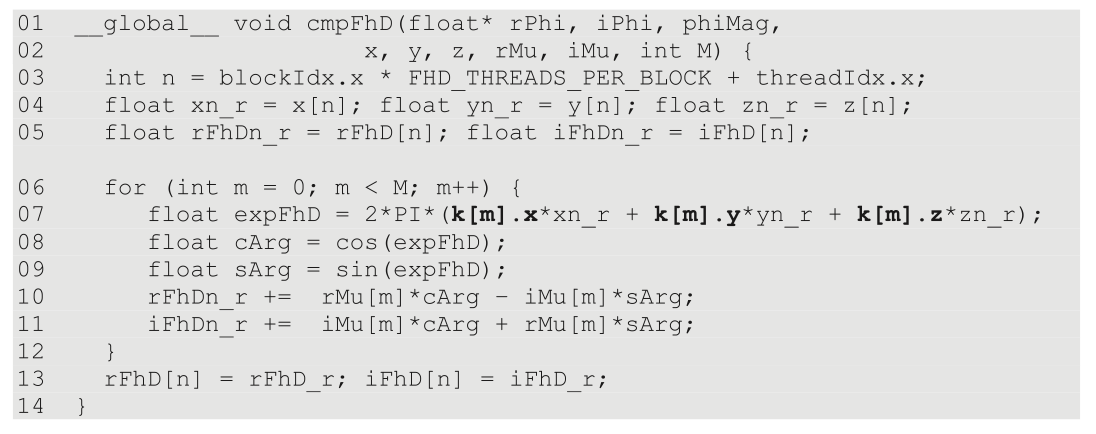 01 __global__ void cmpFhD(float* rPhi, iPhi, phiMag,
02 x, y, z, rMu, iMu, int M) {
03 int n = blockIdx.x * FHD_THREADS_PER_BLOCK + threadIdx.x;
04 float xn_r = x[n]; float yn_r = y[n]; float zn_r = z[n];
05 float rFhDn_r = rFhD[n]; float iFhDn_r = iFhD[n];
06 for (int m = 0; m < M; m++) {
07 float expFhD = 2*PI*(k[m].x*xn_r + k[m].y*yn_r + k[m].z*zn_r);
08 float cArg = cos(expFhD);
09 float sArg = sin(expFhD);
10 rFhDn_r += rMu[m]*cArg – iMu[m]*sArg;
11 iFhDn_r += iMu[m]*cArg + rMu[m]*sArg;
12 }
13 rFhD[n] = rFhD_r; iFhD[n] = iFhD_r;
14 }